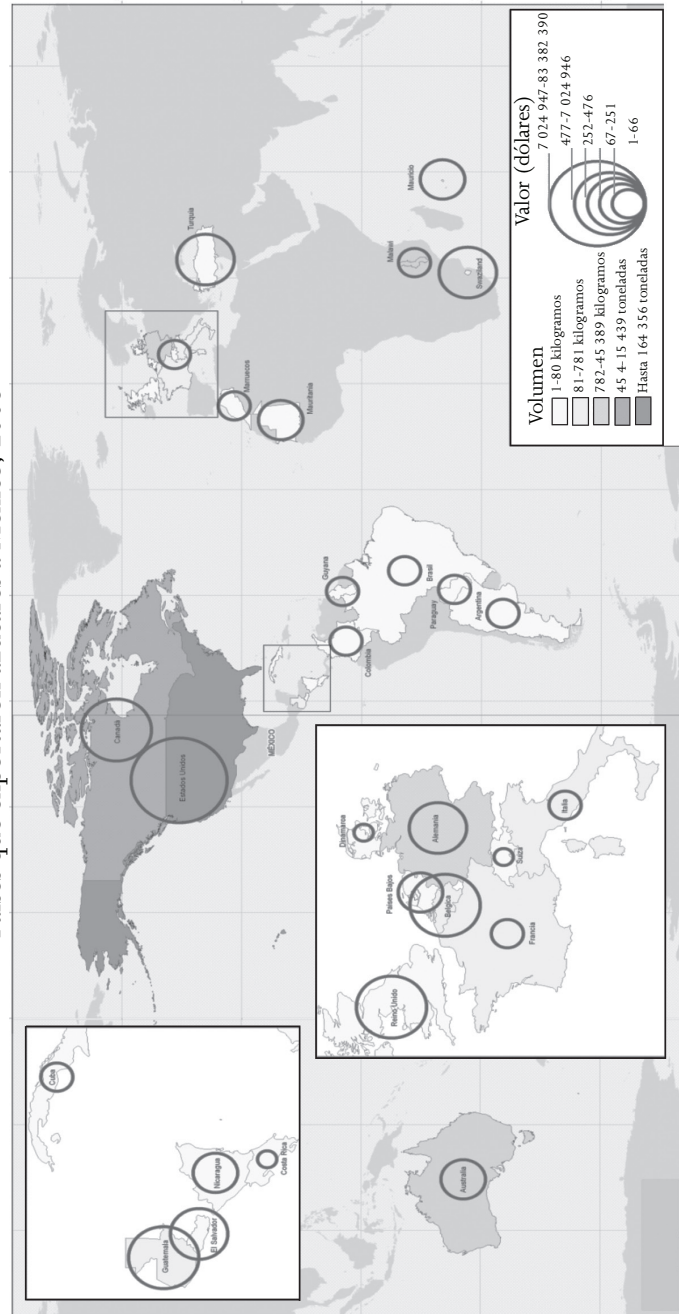 Cuba
Nicaragua
Costa Rica
El Salvador
Guatemala
Canadá
Estados Unidos
MÉXICO
Guyana
Colombia
Brasil
Paraguay
Argentina
Turquía
Marruecos
Mauritania
Mauricio
Malawi
Swaziland
Australia
Dinamarca
Alemania
Países Bajos
Bélgica
Reino Unido
Suiza
Francia
Italia
Volumen
1-80 kilogramos
81-781 kilogramos
782-45 389 kilogramos
45 4-15 439 toneladas
Hasta 164 356 toneladas
Valor (dólares)
7 024 947-83 382 390
477-7 024 946
252-476
67-251
1-66